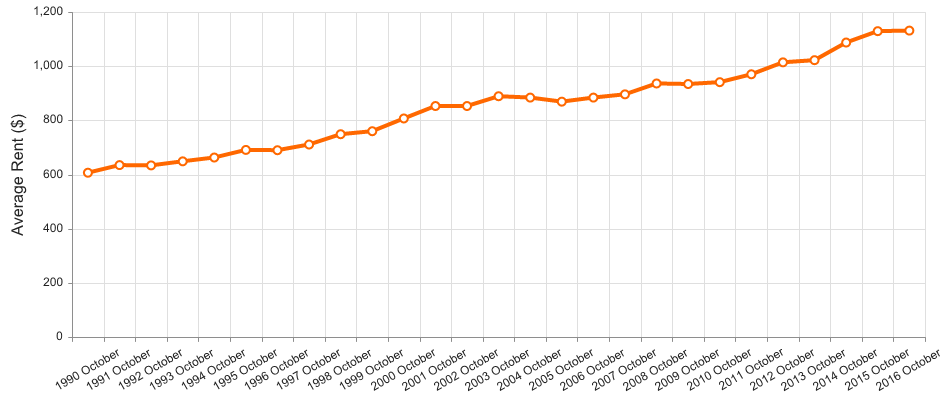 1,200
1,000
800
600
400
200
0
Average Rent ($)
1990 October
1991 October
1992 October
1993 October
1994 October
1995 October
1996 October
1997 October
1998 October
1999 October
2000 October
2001 October
2002 October
2003 October
2004 October
2005 October
2006 October
2007 October
2008 October
2009 October
2010 October
2011 October
2012 October
2013 October
2014 October
2015 October
2016 October